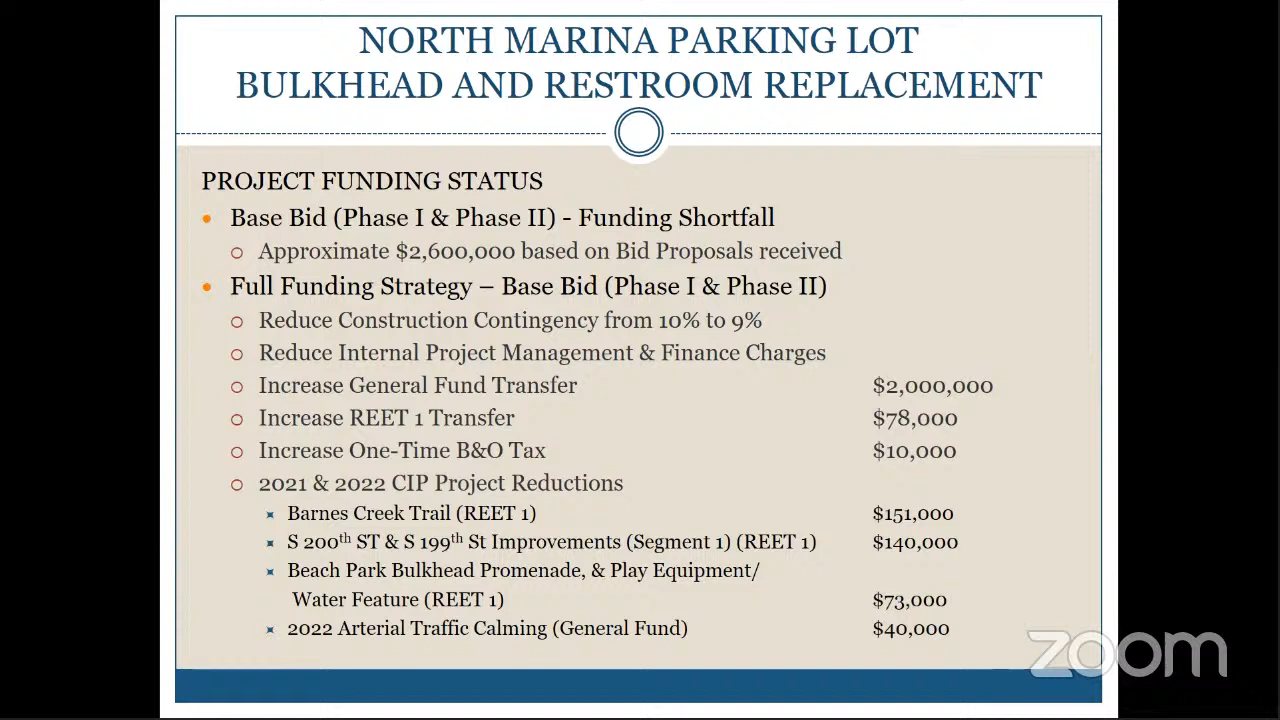 NORTH MARINA PARKING LOT
BULKHEAD AND RESTROOM REPLACEMENT
PROJECT FUNDING STATUS
Base Bid (Phase I & Phase II) - Funding Shortfall
Approximate $2,600,000 based on Bid Proposals received
Full Funding Strategy – Base Bid (Phase I & Phase II)
Reduce Construction Contingency from 10% to 9%
Reduce Internal Project Management & Finance Charges
Increase General Fund Transfer $2,000,000
Increase REET 1 Transfer $78,000
Increase One-Time B&O Tax $10,000
2021 & 2022 CIP Project Reductions
Barnes Creek Trail (REET 1) $151,000
S 200th ST & S 199th St Improvements (Segment 1) (REET 1) $140,000
Beach Park Bulkhead Promenade, & Play Equipment/
Water Feature (REET 1) $73,000
2022 Arterial Traffic Calming (General Fund) $40,000
zoom